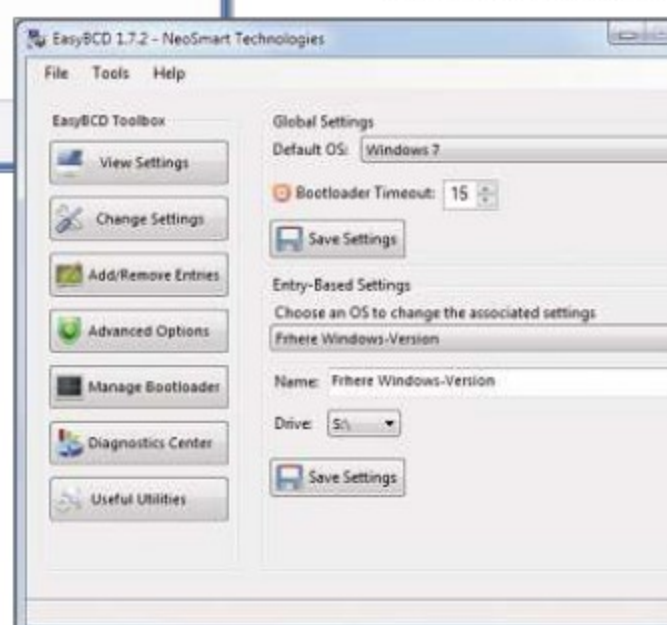 EasyBCD 1.7.2 - NeoSmart Technologies
File Tools Help
EasyBCD Toolbox
View Settings
Change Settings
Add/Remove Entries
Advanced Options
Manage Bootloader
Diagnostics Center
Useful Utilities
Global Settings
Default OS: Windows 7
Bootloader Timeout: 15
Save Settings
Entry-Based Settings
Choose an OS to change the associated settings
Frhere Windows-Version
Name: Frhere Windows-Version
Drive: S:\
Save Settings